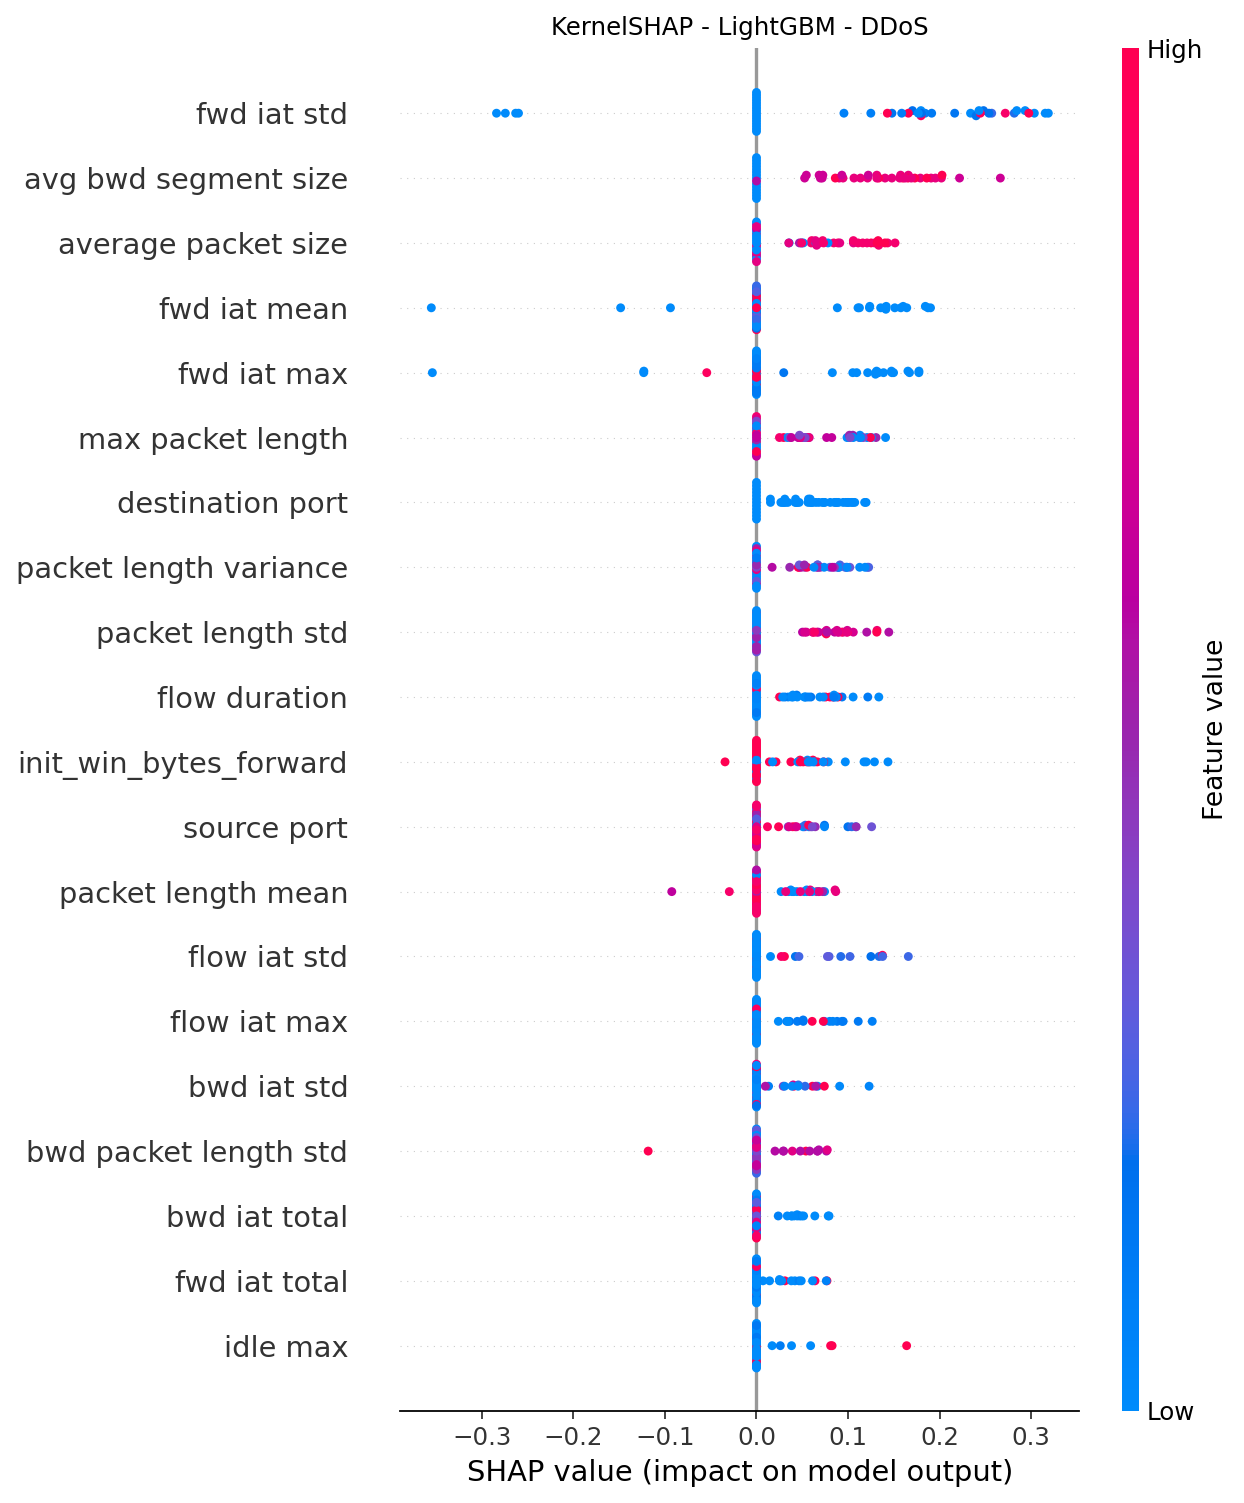 KernelSHAP - LightGBM - DDoS
High
fwd iat std
avg bwd segment size
average packet size
fwd iat mean
fwd iat max
max packet length
destination port
packet length variance
packet length std
flow duration
init_win_bytes_forward
source port
packet length mean
flow iat std
flow iat max
bwd iat std
bwd packet length std
bwd iat total
fwd iat total
idle max
Feature value
Low
−0.3 −0.2 −0.1 0.0 0.1 0.2 0.3
SHAP value (impact on model output)